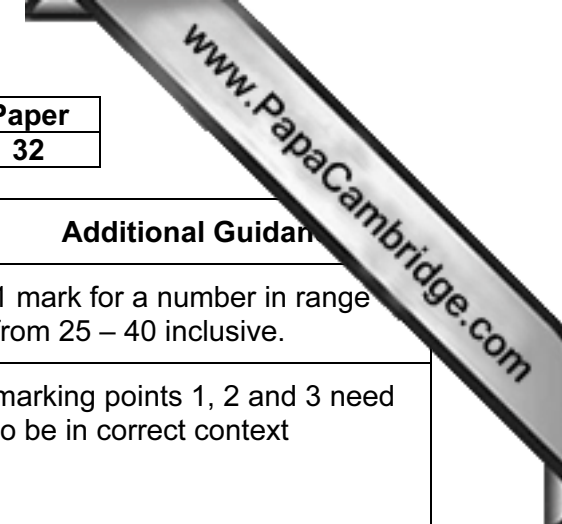 www.PapaCambridge.com
Paper
32
Additional Guidan
1 mark for a number in range
from 25 – 40 inclusive.
marking points 1, 2 and 3 need
to be in correct context